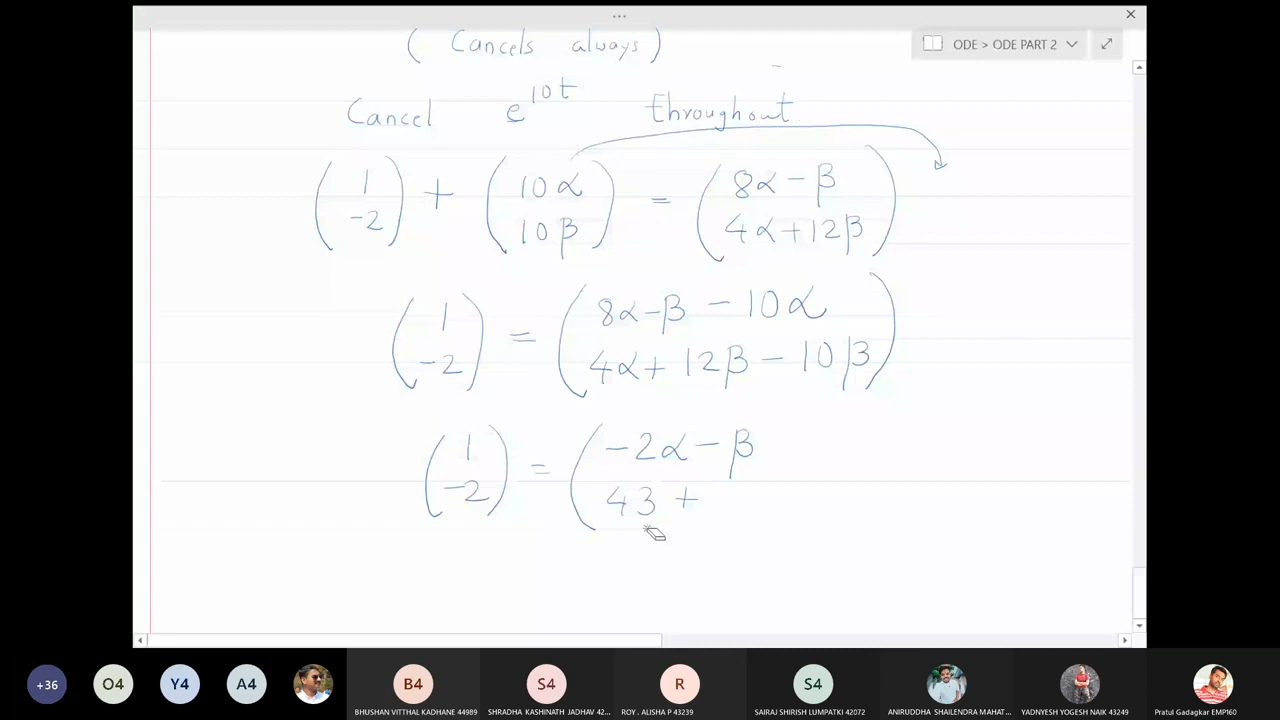 ODE > ODE PART 2
( Cancels always )
Cancel e^10t throughout
(1 -2) + (10α 10β) = (8α - β 4α + 12β)
(1 -2) = (8α - β - 10α 4α + 12β - 10β)
(1 -2) = (-2α - β 43 +
+36
O4
Y4
A4
B4
S4
R
S4
BHUSHAN VITTHAL KADHANE 44989
SHRADHA KASHINATH JADHAV 42...
ROY . ALISHA P 43239
SAIRAJ SHIRISH LUMPATKI 42072
ANIRUDDHA SHAILENDRA MAHAT...
YADNYESH YOGESH NAIK 43249
Pratul Gadagkar EMP160